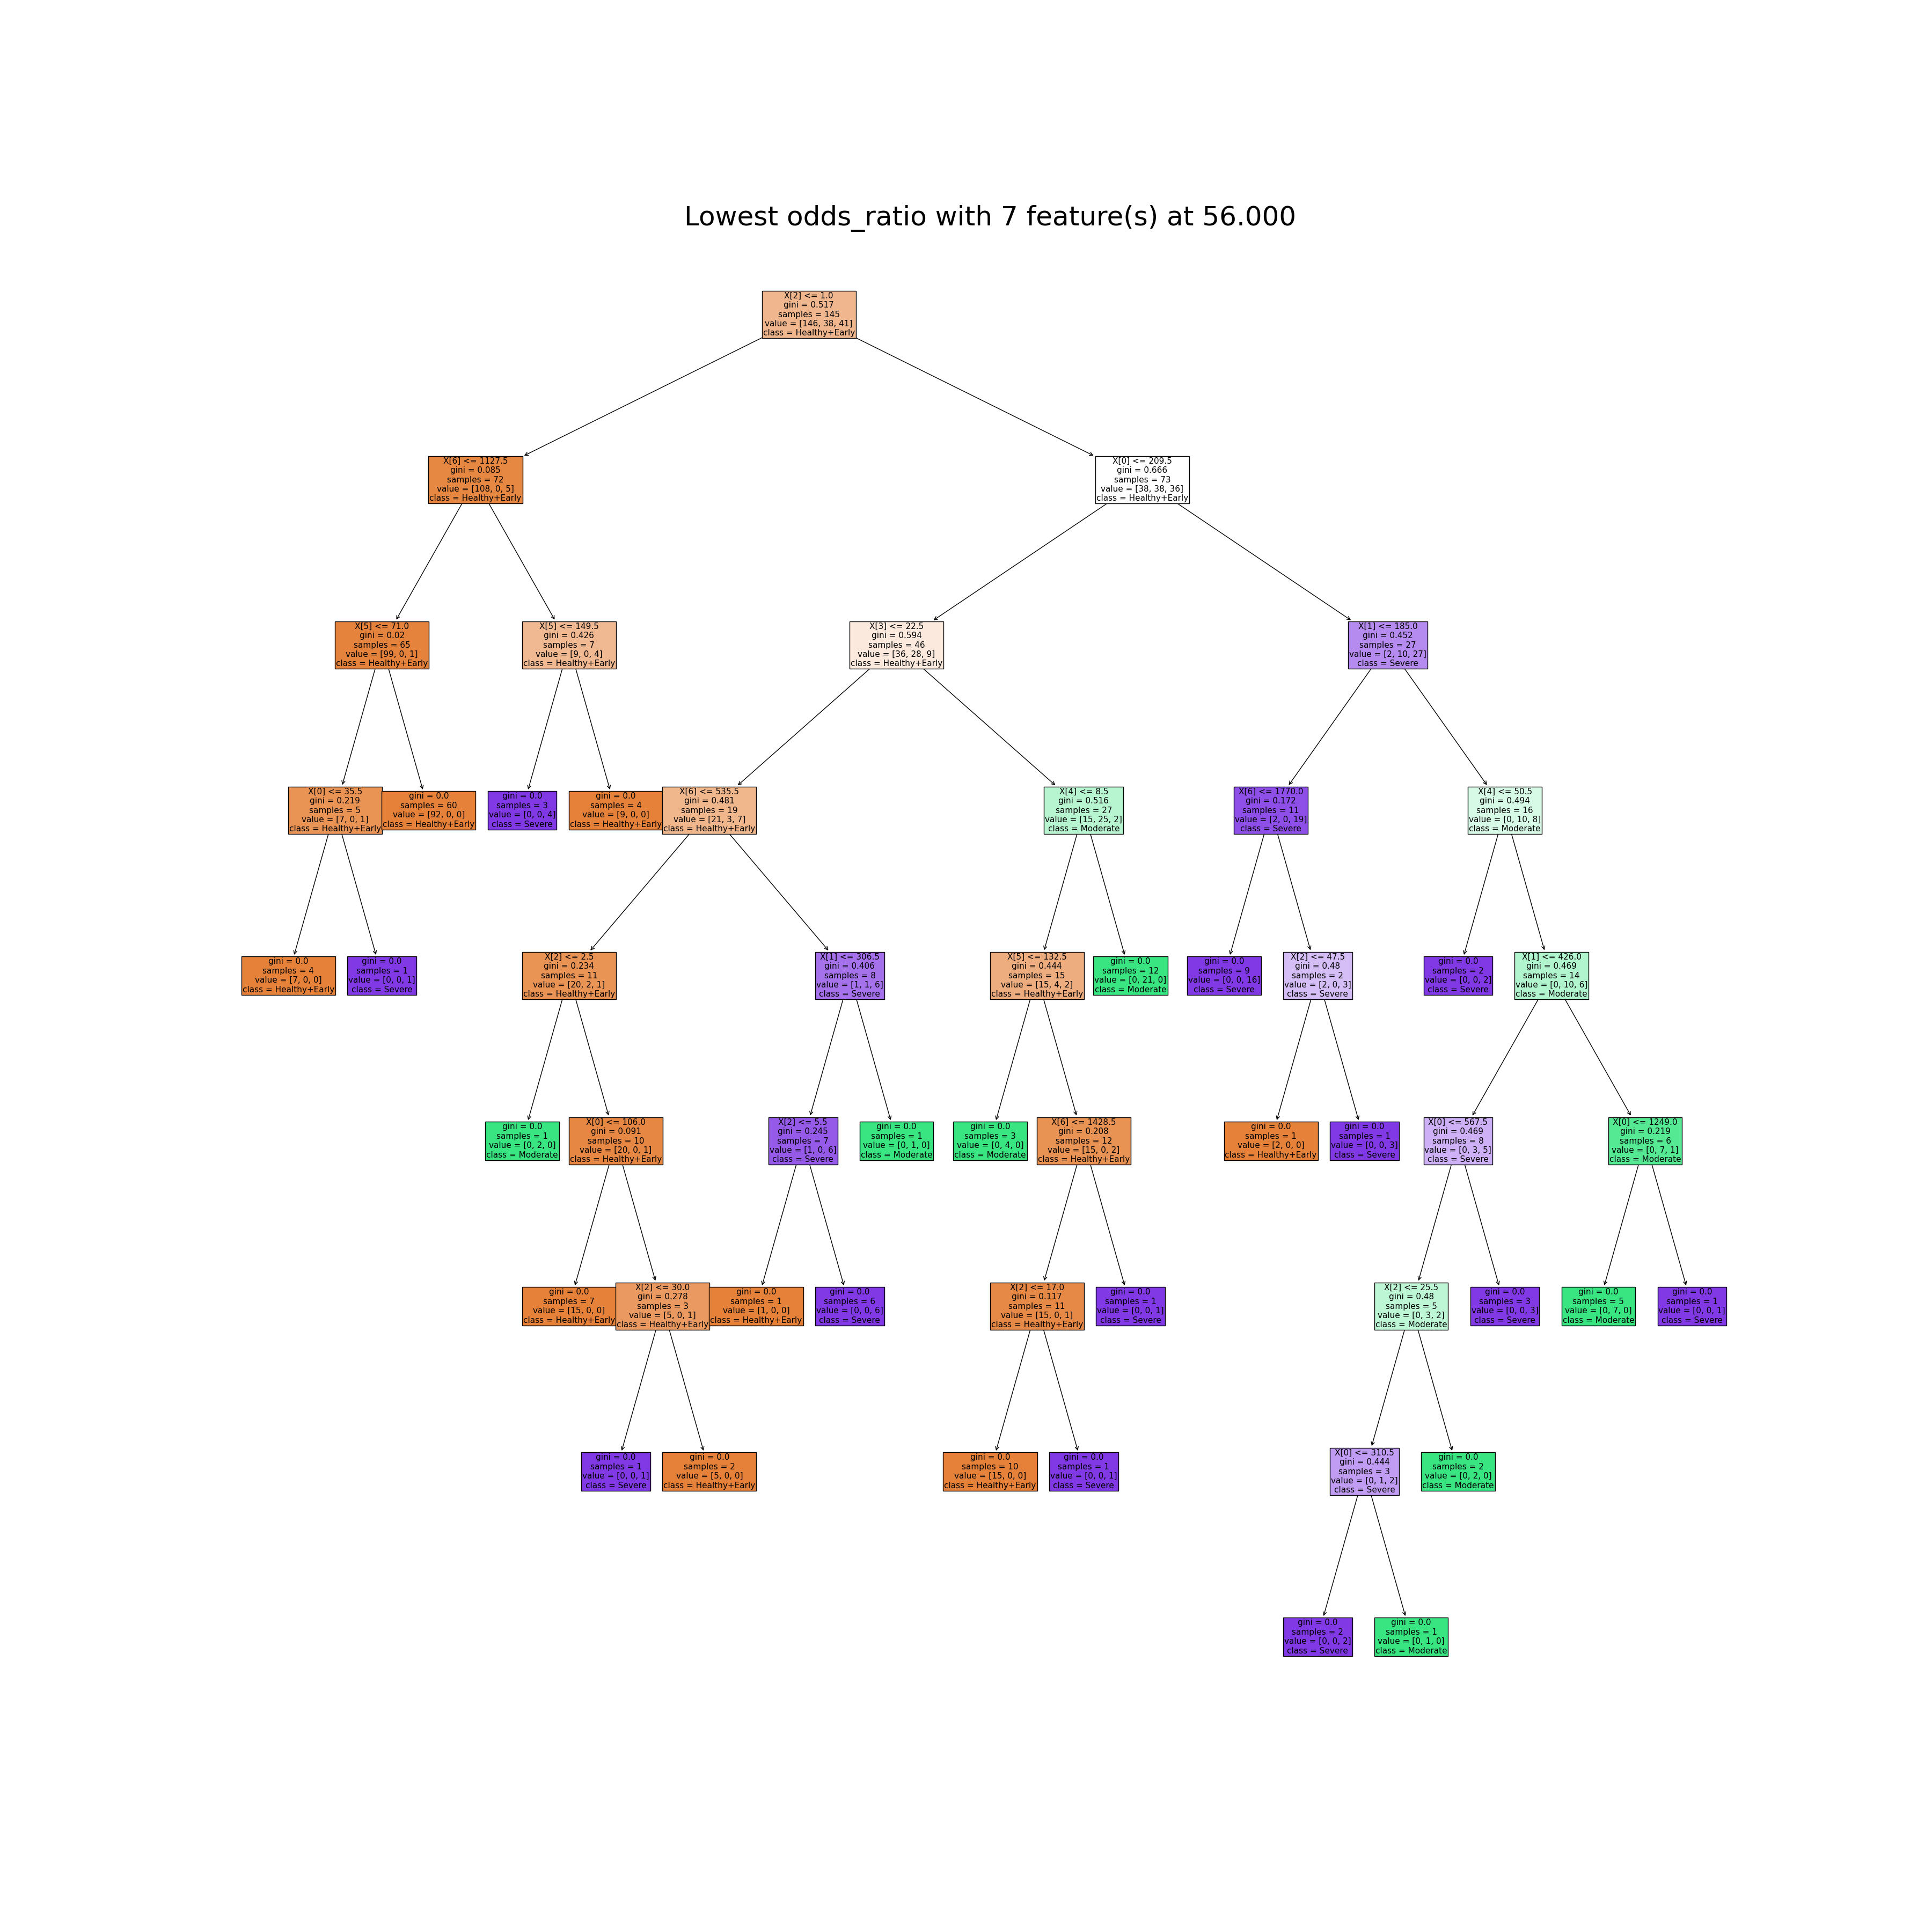 Lowest odds_ratio with 7 feature(s) at 56.000
X[2] <= 1.0
gini = 0.517
samples = 145
value = [146, 38, 41]
class = Healthy+Early
X[6] <= 1127.5
gini = 0.085
samples = 72
value = [108, 0, 5]
class = Healthy+Early
X[0] <= 209.5
gini = 0.666
samples = 73
value = [38, 38, 36]
class = Healthy+Early
X[5] <= 71.0
gini = 0.02
samples = 65
value = [99, 0, 1]
class = Healthy+Early
X[5] <= 149.5
gini = 0.426
samples = 7
value = [9, 0, 4]
class = Healthy+Early
X[3] <= 22.5
gini = 0.594
samples = 46
value = [36, 28, 9]
class = Healthy+Early
X[1] <= 185.0
gini = 0.452
samples = 27
value = [2, 10, 27]
class = Severe
X[0] <= 35.5
gini = 0.219
samples = 5
value = [7, 0, 1]
class = Healthy+Early
gini = 0.0
samples = 60
value = [92, 0, 0]
class = Healthy+Early
gini = 0.0
samples = 3
value = [0, 0, 4]
class = Severe
gini = 0.0
samples = 4
value = [9, 0, 0]
class = Healthy+Early
X[6] <= 535.5
gini = 0.481
samples = 19
value = [21, 3, 7]
class = Healthy+Early
X[4] <= 8.5
gini = 0.516
samples = 27
value = [15, 25, 2]
class = Moderate
X[6] <= 1770.0
gini = 0.172
samples = 11
value = [2, 0, 19]
class = Severe
X[4] <= 50.5
gini = 0.494
samples = 16
value = [0, 10, 8]
class = Moderate
gini = 0.0
samples = 4
value = [7, 0, 0]
class = Healthy+Early
gini = 0.0
samples = 1
value = [0, 0, 1]
class = Severe
X[2] <= 2.5
gini = 0.234
samples = 11
value = [20, 2, 1]
class = Healthy+Early
X[1] <= 306.5
gini = 0.406
samples = 8
value = [1, 1, 6]
class = Severe
X[5] <= 132.5
gini = 0.444
samples = 15
value = [15, 4, 2]
class = Healthy+Early
gini = 0.0
samples = 12
value = [0, 21, 0]
class = Moderate
gini = 0.0
samples = 9
value = [0, 0, 16]
class = Severe
X[2] <= 47.5
gini = 0.48
samples = 2
value = [2, 0, 3]
class = Severe
gini = 0.0
samples = 2
value = [0, 0, 2]
class = Severe
X[1] <= 426.0
gini = 0.469
samples = 14
value = [0, 10, 6]
class = Moderate
gini = 0.0
samples = 1
value = [0, 2, 0]
class = Moderate
X[0] <= 106.0
gini = 0.091
samples = 10
value = [20, 0, 1]
class = Healthy+Early
X[2] <= 5.5
gini = 0.245
samples = 7
value = [1, 0, 6]
class = Severe
gini = 0.0
samples = 1
value = [0, 1, 0]
class = Moderate
gini = 0.0
samples = 3
value = [0, 4, 0]
class = Moderate
X[6] <= 1428.5
gini = 0.208
samples = 12
value = [15, 0, 2]
class = Healthy+Early
gini = 0.0
samples = 1
value = [2, 0, 0]
class = Healthy+Early
gini = 0.0
samples = 1
value = [0, 0, 3]
class = Severe
X[0] <= 567.5
gini = 0.469
samples = 8
value = [0, 3, 5]
class = Severe
X[0] <= 1249.0
gini = 0.219
samples = 6
value = [0, 7, 1]
class = Moderate
gini = 0.0
samples = 7
value = [15, 0, 0]
class = Healthy+Early
X[2] <= 30.0
gini = 0.278
samples = 3
value = [5, 0, 1]
class = Healthy+Early
gini = 0.0
samples = 1
value = [1, 0, 0]
class = Healthy+Early
gini = 0.0
samples = 6
value = [0, 0, 6]
class = Severe
X[2] <= 17.0
gini = 0.117
samples = 11
value = [15, 0, 1]
class = Healthy+Early
gini = 0.0
samples = 1
value = [0, 0, 1]
class = Severe
X[2] <= 25.5
gini = 0.48
samples = 5
value = [0, 3, 2]
class = Moderate
gini = 0.0
samples = 3
value = [0, 0, 3]
class = Severe
gini = 0.0
samples = 5
value = [0, 7, 0]
class = Moderate
gini = 0.0
samples = 1
value = [0, 0, 1]
class = Severe
gini = 0.0
samples = 1
value = [0, 0, 1]
class = Severe
gini = 0.0
samples = 2
value = [5, 0, 0]
class = Healthy+Early
gini = 0.0
samples = 10
value = [15, 0, 0]
class = Healthy+Early
gini = 0.0
samples = 1
value = [0, 0, 1]
class = Severe
X[0] <= 310.5
gini = 0.444
samples = 3
value = [0, 1, 2]
class = Severe
gini = 0.0
samples = 2
value = [0, 2, 0]
class = Moderate
gini = 0.0
samples = 2
value = [0, 0, 2]
class = Severe
gini = 0.0
samples = 1
value = [0, 1, 0]
class = Moderate